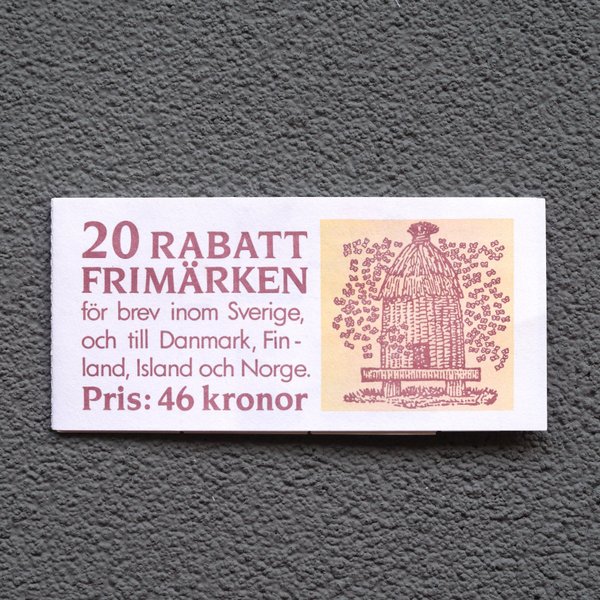 20 RABATT
FRIMÄRKEN
för brev inom Sverige,
och till Danmark, Fin-
land, Island och Norge.
Pris: 46 kronor